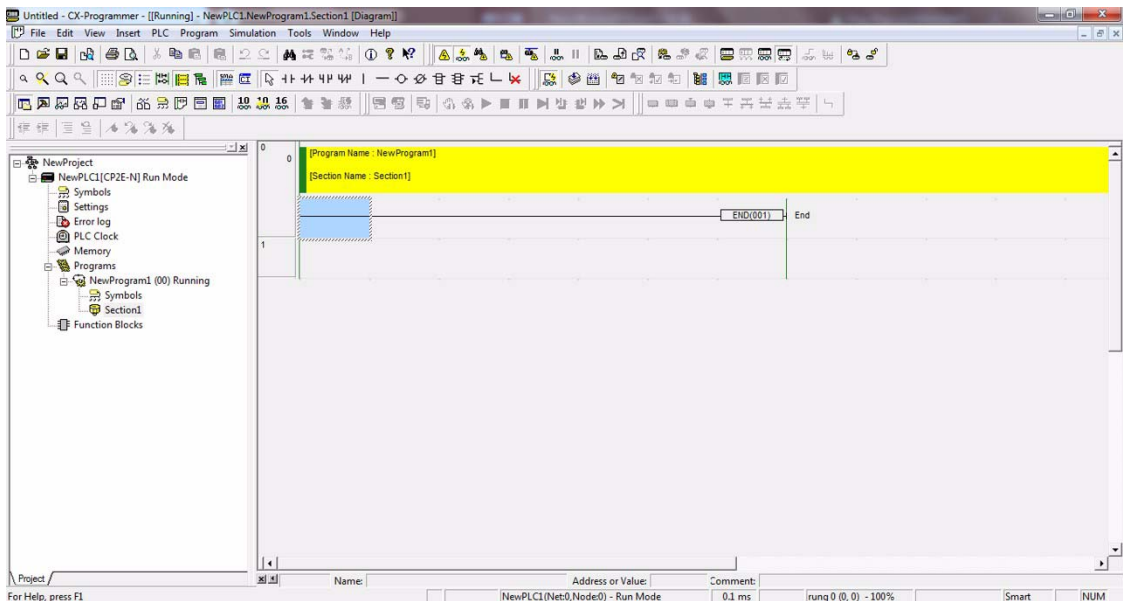 Untitled - CX-Programmer - [[Running] - NewPLC1.NewProgram1.Section1 [Diagram]]
File Edit View Insert PLC Program Simulation Tools Window Help
10 10 16
NewProject
NewPLC1[CP2E-N] Run Mode
Symbols
Settings
Error log
PLC Clock
Memory
Programs
NewProgram1 (00) Running
Symbols
Section1
Function Blocks
Project
0
0
[Program Name : NewProgram1]
[Section Name : Section1]
END(001) End
1
Name: Address or Value: Comment:
For Help, press F1 NewPLC1(Net:0,Node:0) - Run Mode 0.1 ms rung 0 (0, 0) - 100% Smart NUM